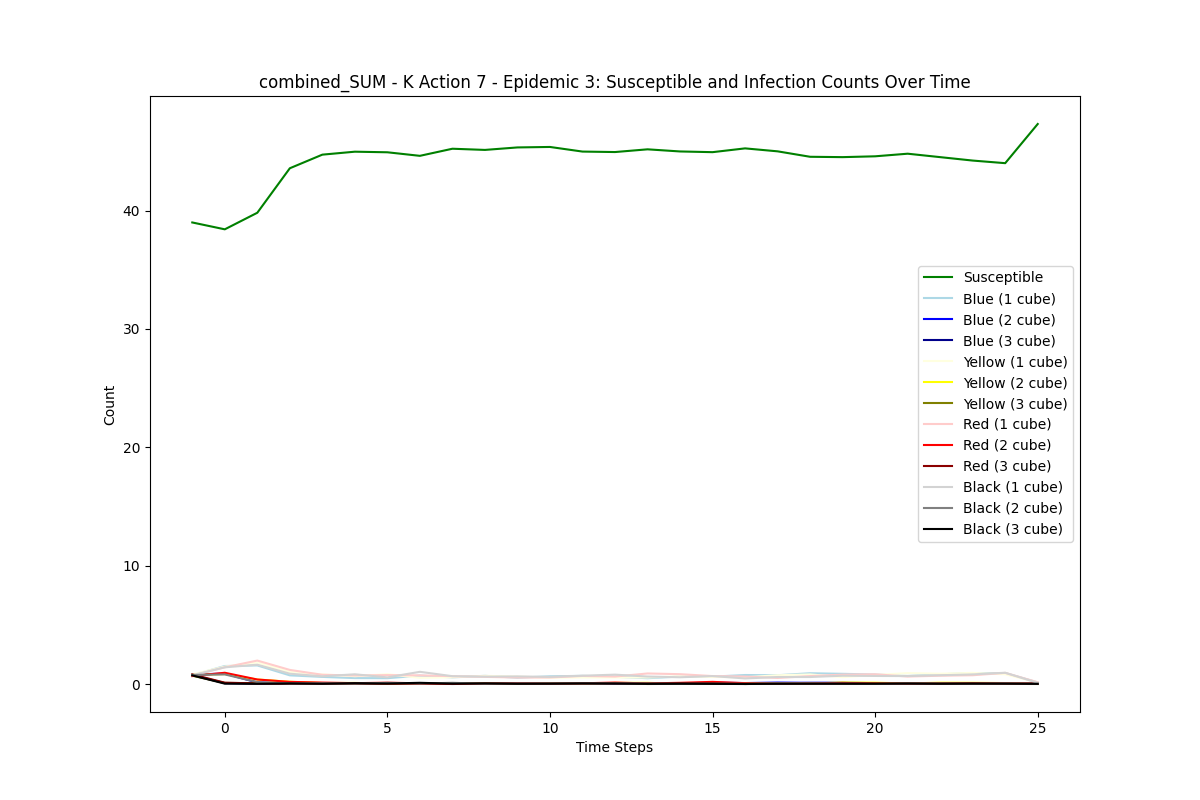 combined_SUM - K Action 7 - Epidemic 3: Susceptible and Infection Counts Over Time
Count
40
30
20
10
0
Susceptible
Blue (1 cube)
Blue (2 cube)
Blue (3 cube)
Yellow (1 cube)
Yellow (2 cube)
Yellow (3 cube)
Red (1 cube)
Red (2 cube)
Red (3 cube)
Black (1 cube)
Black (2 cube)
Black (3 cube)
0 5 10 15 20 25
Time Steps